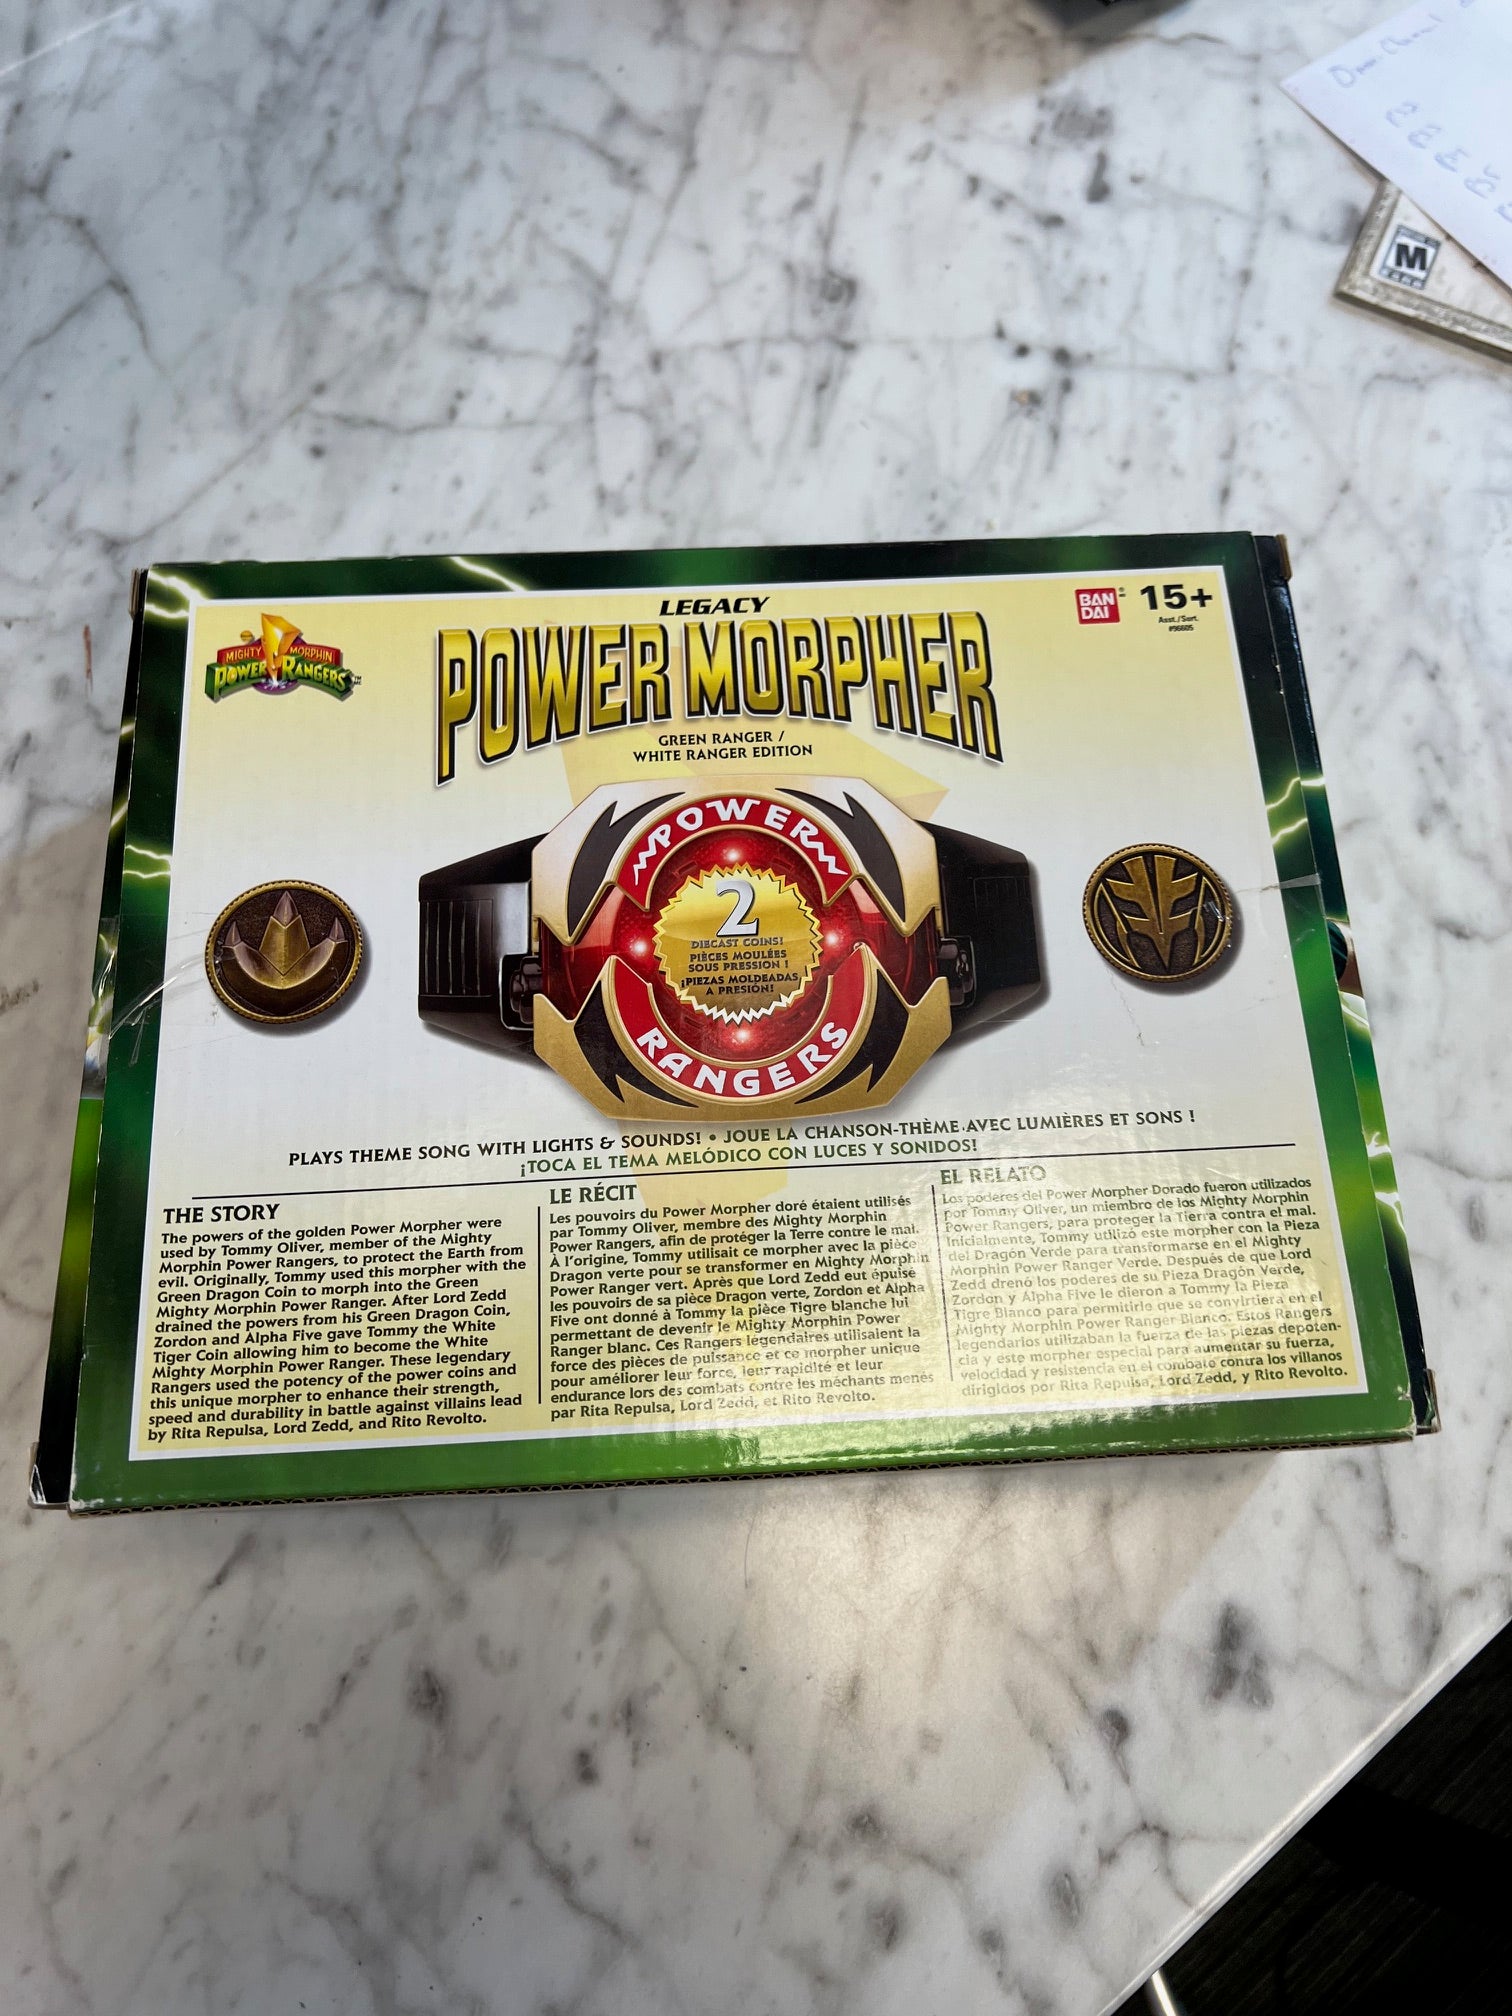 LEGACY
POWER MORPHER
GREEN RANGER /
WHITE RANGER EDITION
MIGHTY MORPHIN
POWER RANGERS
TM
BAN
DAI
15+
Asst./Sort.
#96605
M
POWER
RANGERS
2
DIECAST COINS!
PIÈCES MOULÉES
SOUS PRESSION !
¡PIEZAS MOLDEADAS
A PRESIÓN!
PLAYS THEME SONG WITH LIGHTS & SOUNDS! • JOUE LA CHANSON-THÈME AVEC LUMIÈRES ET SONS !
¡TOCA EL TEMA MELÓDICO CON LUCES Y SONIDOS!
THE STORY
The powers of the golden Power Morpher were
used by Tommy Oliver, member of the Mighty
Morphin Power Rangers, to protect the Earth from
evil. Originally, Tommy used this morpher with the
Green Dragon Coin to morph into the Green
Mighty Morphin Power Ranger. After Lord Zedd
drained the powers from his Green Dragon Coin,
Zordon and Alpha Five gave Tommy the White
Tiger Coin allowing him to become the White
Mighty Morphin Power Ranger. These legendary
Rangers used the potency of the power coins and
this unique morpher to enhance their strength,
speed and durability in battle against villains lead
by Rita Repulsa, Lord Zedd, and Rito Revolto.
LE RÉCIT
Les pouvoirs du Power Morpher doré étaient utilisés
par Tommy Oliver, membre des Mighty Morphin
Power Rangers, afin de protéger la Terre contre le mal.
À l'origine, Tommy utilisait ce morpher avec la pièce
Dragon verte pour se transformer en Mighty Morphin
Power Ranger vert. Après que Lord Zedd eut épuisé
les pouvoirs de sa pièce Dragon verte, Zordon et Alpha
Five ont donné à Tommy la pièce Tigre blanche lui
permettant de devenir le Mighty Morphin Power
Ranger blanc. Ces Rangers légendaires utilisaient la
force des pièces de puissance et ce morpher unique
pour améliorer leur force, leur rapidité et leur
endurance lors des combats contre les méchants menés
par Rita Repulsa, Lord Zedd, et Rito Revolto.
EL RELATO
Los poderes del Power Morpher Dorado fueron utilizados
por Tommy Oliver, un miembro de los Mighty Morphin
Power Rangers, para proteger la Tierra contra el mal.
Inicialmente, Tommy utilizó este morpher con la Pieza
del Dragón Verde para transformarse en el Mighty
Morphin Power Ranger Verde. Después de que Lord
Zedd drenó los poderes de su Pieza Dragón Verde,
Zordon y Alpha Five le dieron a Tommy la Pieza
Tigre Blanco para permitirle que se convirtiera en el
Mighty Morphin Power Ranger Blanco. Estos Rangers
legendarios utilizaban la fuerza de las piezas depoten-
cia y este morpher especial para aumentar su fuerza,
velocidad y resistencia en el combate contra los villanos
dirigidos por Rita Repulsa, Lord Zedd, y Rito Revolto.